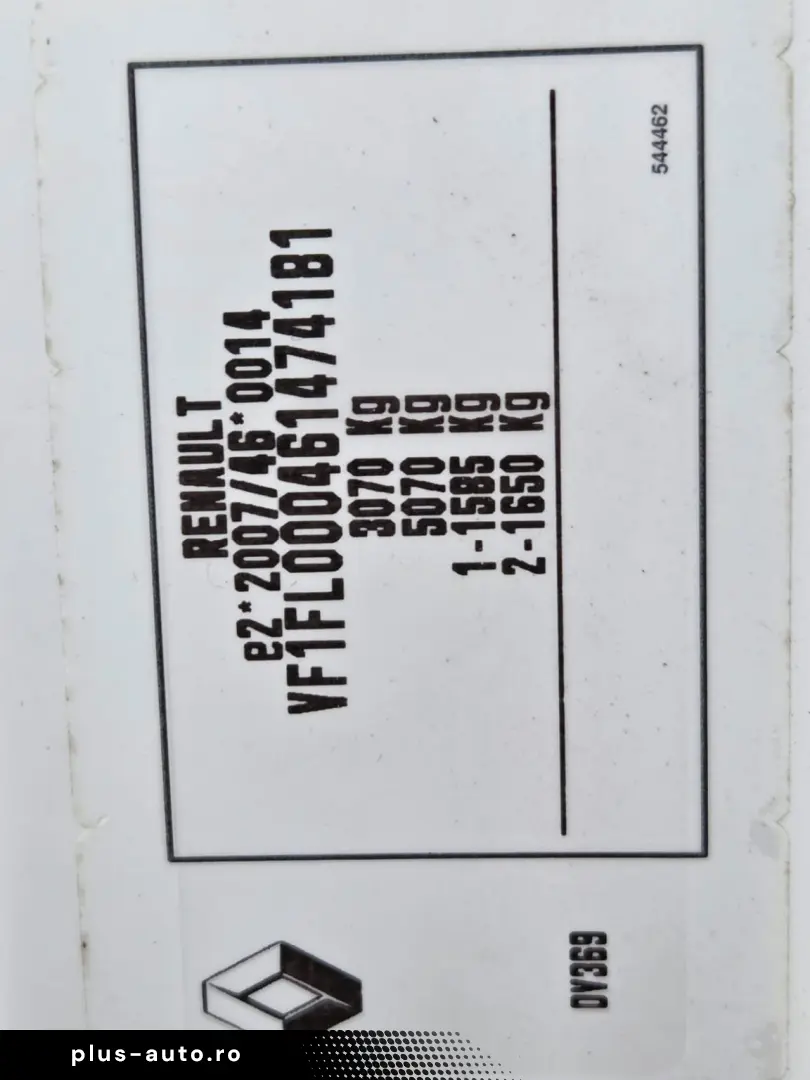 RENAULT
e2*2007/46*0014
VF1FL000461474181
3070 Kg
5070 Kg
1-1585 Kg
2-1650 Kg
544462
DV369
plus-auto.ro